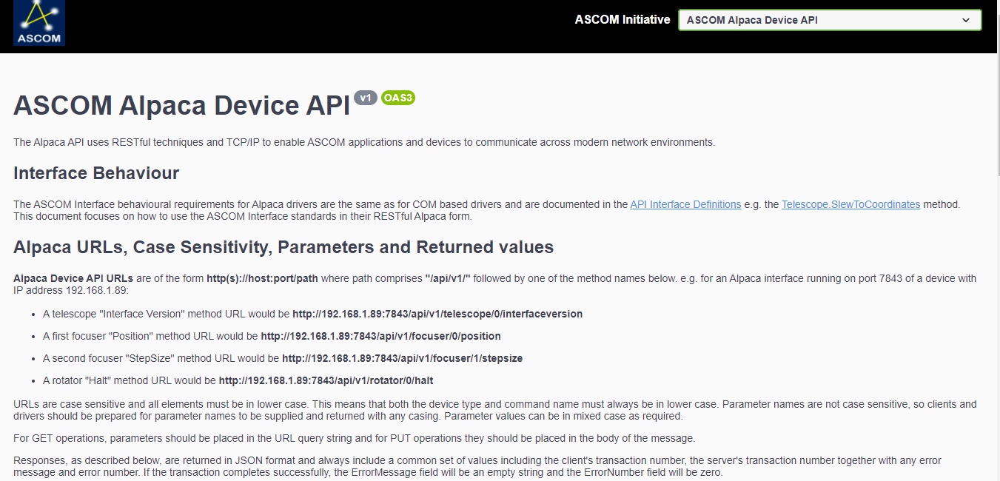 ASCOM
ASCOM Initiative
ASCOM Alpaca Device API
ASCOM Alpaca Device API v1 OAS3
The Alpaca API uses RESTful techniques and TCP/IP to enable ASCOM applications and devices to communicate across modern network environments.
Interface Behaviour
The ASCOM Interface behavioural requirements for Alpaca drivers are the same as for COM based drivers and are documented in the API Interface Definitions e.g. the Telescope.SlewToCoordinates method.
This document focuses on how to use the ASCOM Interface standards in their RESTful Alpaca form.
Alpaca URLs, Case Sensitivity, Parameters and Returned values
Alpaca Device API URLs are of the form http(s)://host:port/path where path comprises "/api/v1/" followed by one of the method names below. e.g. for an Alpaca interface running on port 7843 of a device with
IP address 192.168.1.89:
• A telescope "Interface Version" method URL would be http://192.168.1.89:7843/api/v1/telescope/0/interfaceversion
• A first focuser "Position" method URL would be http://192.168.1.89:7843/api/v1/focuser/0/position
• A second focuser "StepSize" method URL would be http://192.168.1.89:7843/api/v1/focuser/1/stepsize
• A rotator "Halt" method URL would be http://192.168.1.89:7843/api/v1/rotator/0/halt
URLs are case sensitive and all elements must be in lower case. This means that both the device type and command name must always be in lower case. Parameter names are not case sensitive, so clients and
drivers should be prepared for parameter names to be supplied and returned with any casing. Parameter values can be in mixed case as required.
For GET operations, parameters should be placed in the URL query string and for PUT operations they should be placed in the body of the message.
Responses, as described below, are returned in JSON format and always include a common set of values including the client's transaction number, the server's transaction number together with any error
message and error number. If the transaction completes successfully, the ErrorMessage field will be an empty string and the ErrorNumber field will be zero.